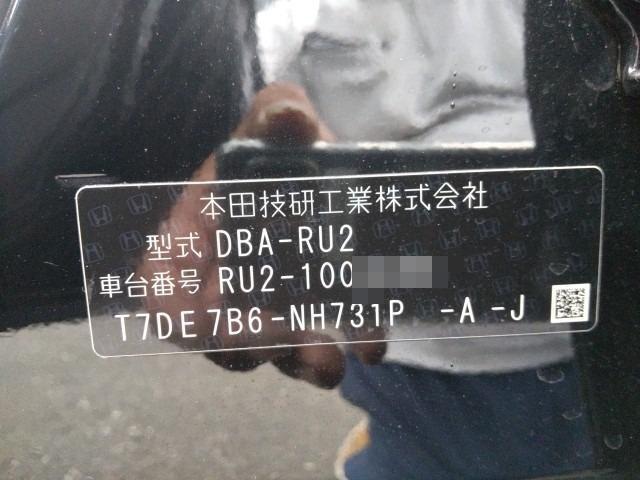 本田技研工業株式会社
型式 DBA-RU2
車台番号 RU2-100
T7DE 7B6-NH731P -A -J